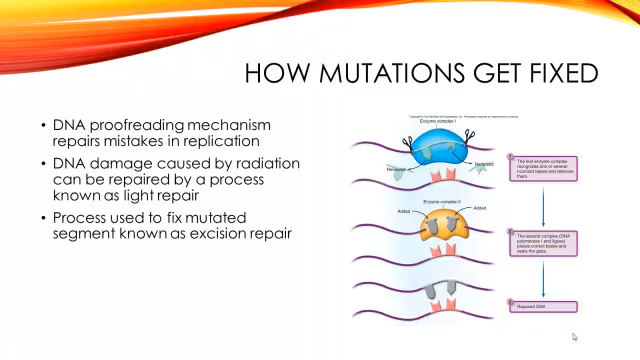 HOW MUTATIONS GET FIXED
• DNA proofreading mechanism
repairs mistakes in replication
• DNA damage caused by radiation
can be repaired by a process
known as light repair
• Process used to fix mutated
segment known as excision repair
Enzyme complex I
Removed
Removed
1
The first enzyme complex
recognizes one or several
incorrect bases and removes
them.
Enzyme complex II
Added
Added
2
The second complex (DNA
polymerase I and ligase)
places correct bases and
seals the gaps.
3
Repaired DNA.